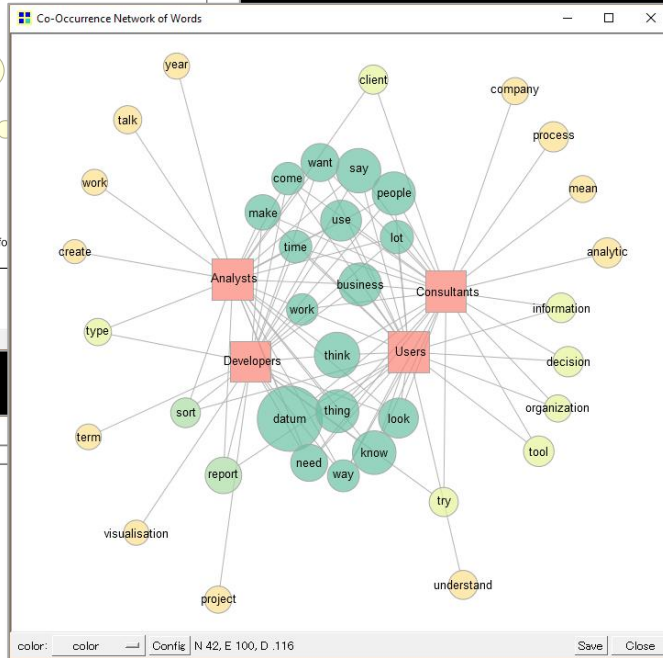 Co-Occurrence Network of Words
year
client
company
talk
process
want
say
come
people
mean
work
make
use
lot
time
create
analytic
Analysts
business
Consultants
work
information
type
think
Users
decision
Developers
sort
datum
thing
look
organization
term
know
tool
need
way
report
try
visualisation
understand
project
fo
color:
color
Config
N 42, E 100, D .116
Save
Close